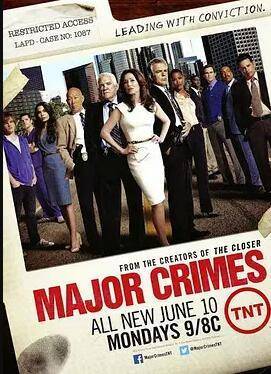 RESTRICTED ACCESS
LAPD - CASE NO: 1087
LEADING WITH CONVICTION.
FROM THE CREATORS OF THE CLOSER
MAJOR CRIMES
ALL NEW JUNE 10
MONDAYS 9/8C
TNT
MajorCrimesTNT
@MajorCrimesTNT